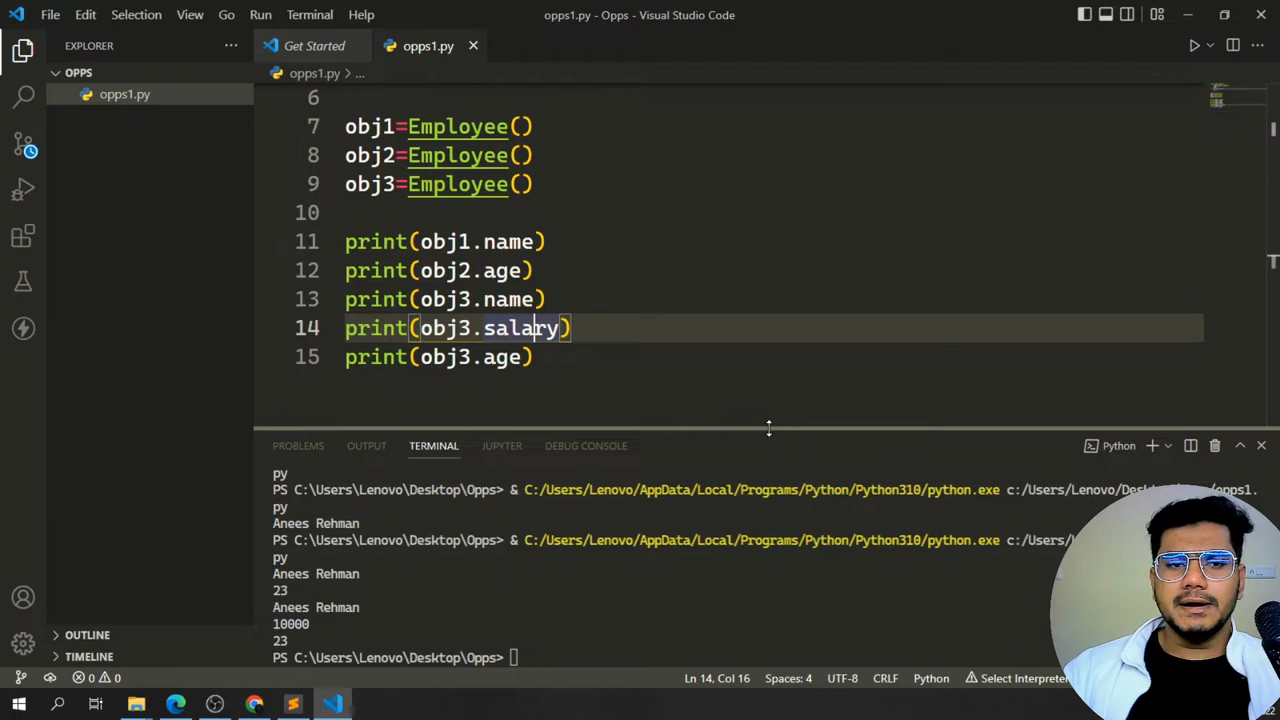 File Edit Selection View Go Run Terminal Help opps1.py - Opps - Visual Studio Code
EXPLORER
Get Started opps1.py
OPPS
opps1.py
opps1.py > ...
6
7 obj1=Employee()
8 obj2=Employee()
9 obj3=Employee()
10
11 print(obj1.name)
12 print(obj2.age)
13 print(obj3.name)
14 print(obj3.salary)
15 print(obj3.age)
PROBLEMS OUTPUT TERMINAL JUPYTER DEBUG CONSOLE Python
py
PS C:\Users\Lenovo\Desktop\Opps> & C:/Users/Lenovo/AppData/Local/Programs/Python/Python310/python.exe c:/Users/Lenovo/
py
Anees Rehman
PS C:\Users\Lenovo\Desktop\Opps> & C:/Users/Lenovo/AppData/Local/Programs/Python/Python310/python.exe c:/Users/
py
Anees Rehman
23
Anees Rehman
10000
23
PS C:\Users\Lenovo\Desktop\Opps>
OUTLINE
TIMELINE
0 0 Ln 14, Col 16 Spaces: 4 UTF-8 CRLF Python Select Interpreter